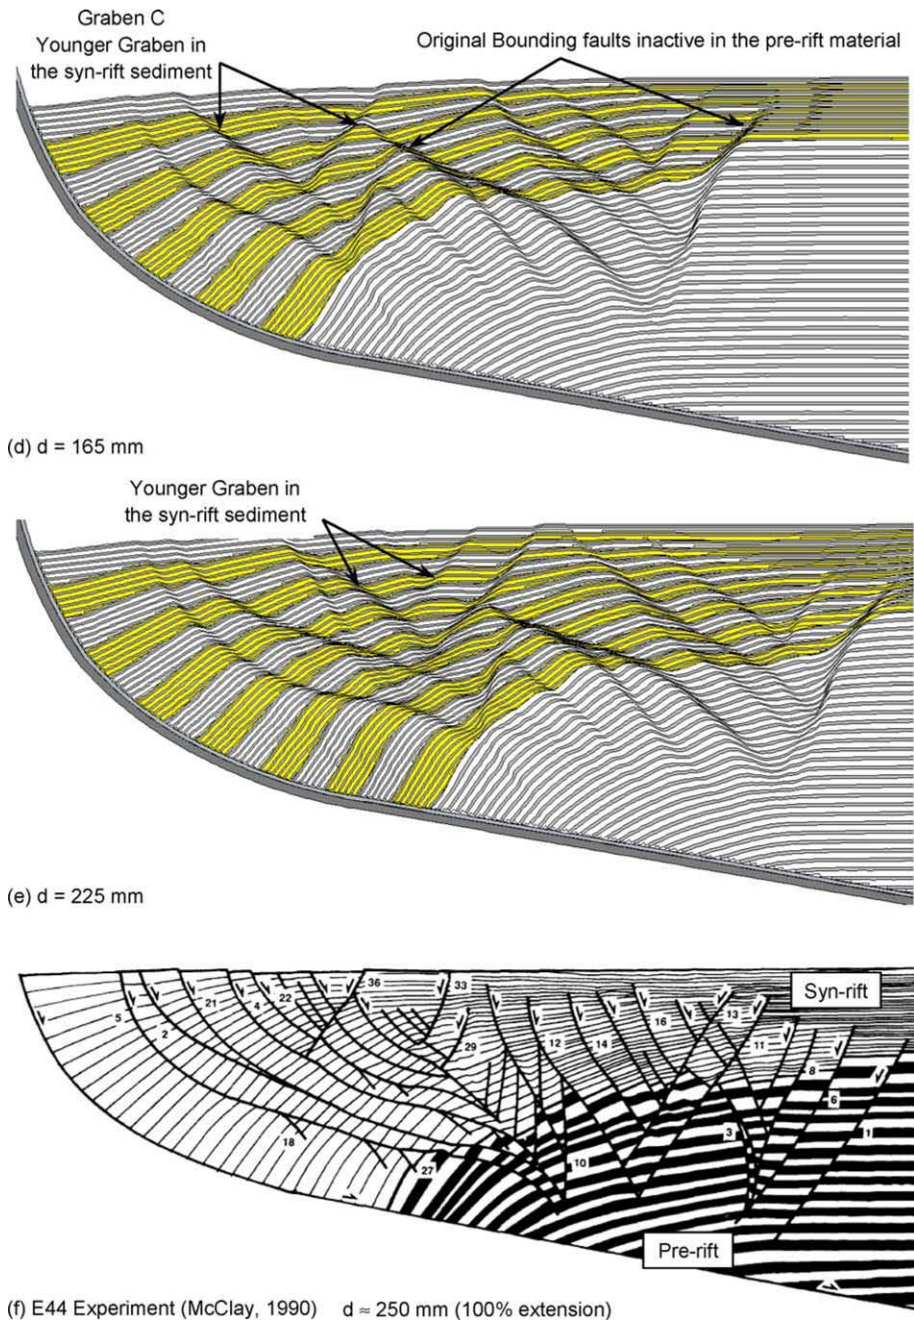 Graben C
Younger Graben in
the syn-rift sediment
Original Bounding faults inactive in the pre-rift material
(d) d = 165 mm
Younger Graben in
the syn-rift sediment
(e) d = 225 mm
5
2
21
4
22
36
33
29
12
14
16
13
11
8
6
3
1
10
18
27
Syn-rift
Pre-rift
(f) E44 Experiment (McClay, 1990) d ≈ 250 mm (100% extension)